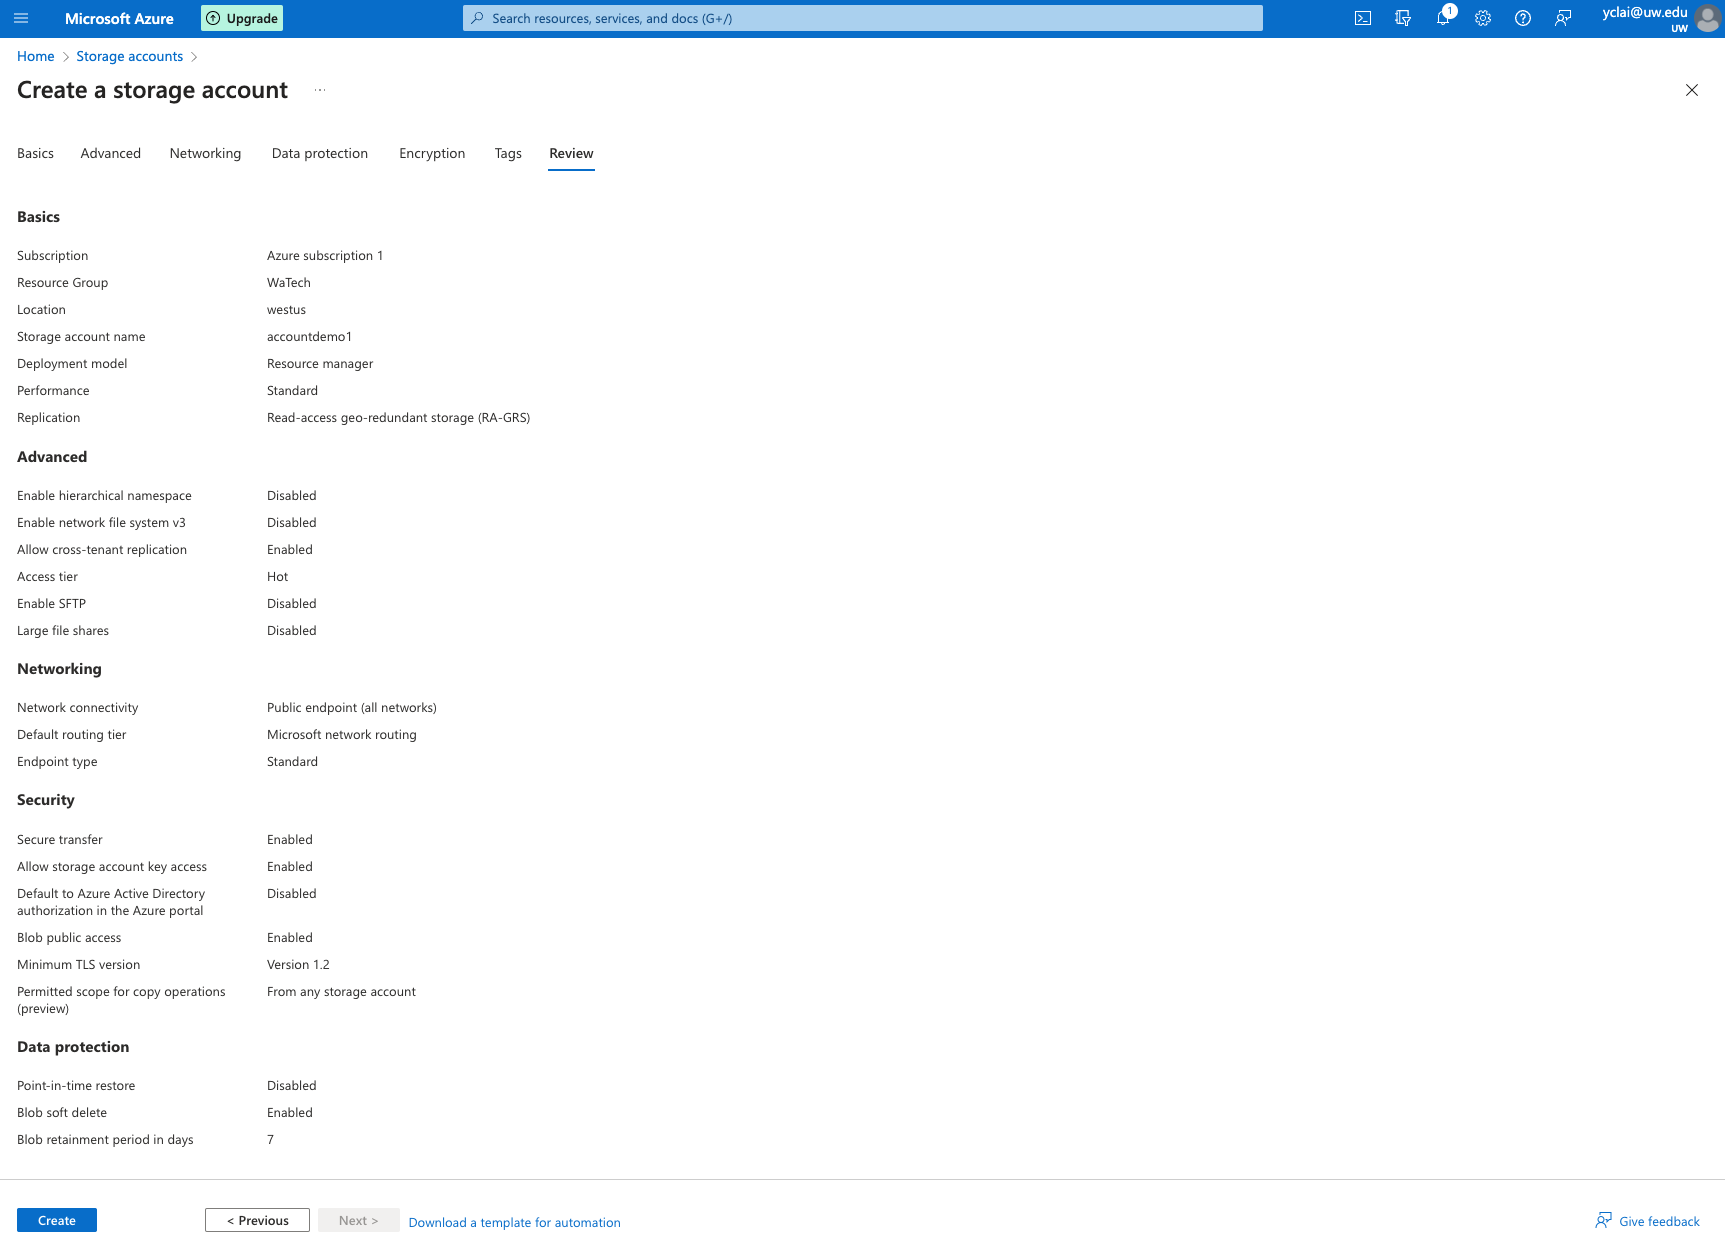 Microsoft Azure
Upgrade
Search resources, services, and docs (G+/)
1
yclai@uw.edu
UW
Home > Storage accounts >
Create a storage account ...
Basics Advanced Networking Data protection Encryption Tags Review
Basics
Subscription Azure subscription 1
Resource Group WaTech
Location westus
Storage account name accountdemo1
Deployment model Resource manager
Performance Standard
Replication Read-access geo-redundant storage (RA-GRS)
Advanced
Enable hierarchical namespace Disabled
Enable network file system v3 Disabled
Allow cross-tenant replication Enabled
Access tier Hot
Enable SFTP Disabled
Large file shares Disabled
Networking
Network connectivity Public endpoint (all networks)
Default routing tier Microsoft network routing
Endpoint type Standard
Security
Secure transfer Enabled
Allow storage account key access Enabled
Default to Azure Active Directory Disabled
authorization in the Azure portal
Blob public access Enabled
Minimum TLS version Version 1.2
Permitted scope for copy operations From any storage account
(preview)
Data protection
Point-in-time restore Disabled
Blob soft delete Enabled
Blob retainment period in days 7
Create < Previous Next > Download a template for automation Give feedback